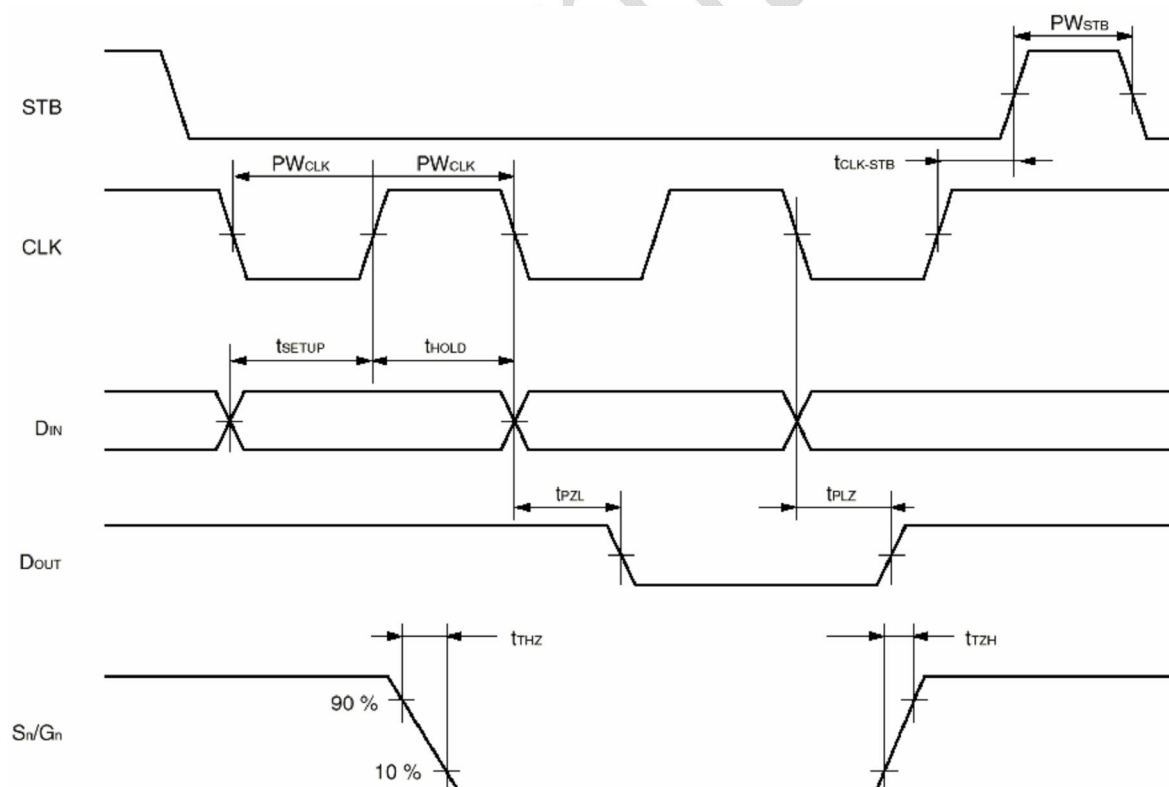 PWSTB
STB
tCLK-STB
PWCLK PWCLK
CLK
tSETUP tHOLD
DIN
tPZL tPLZ
DOUT
tTHZ tTZH
90 %
Sn/Gn
10 %